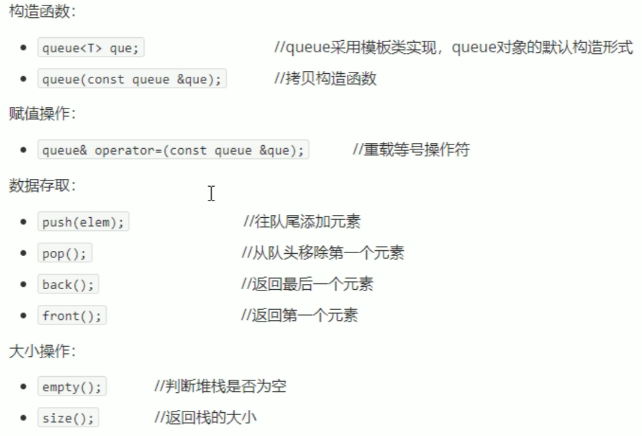 构造函数：
queue<T> que; //queue采用模板类实现，queue对象的默认构造形式
queue(const queue &que); //拷贝构造函数
赋值操作：
queue& operator=(const queue &que); //重载等号操作符
数据存取：
push(elem); //往队尾添加元素
pop(); //从队头移除第一个元素
back(); //返回最后一个元素
front(); //返回第一个元素
大小操作：
empty(); //判断堆栈是否为空
size(); //返回栈的大小